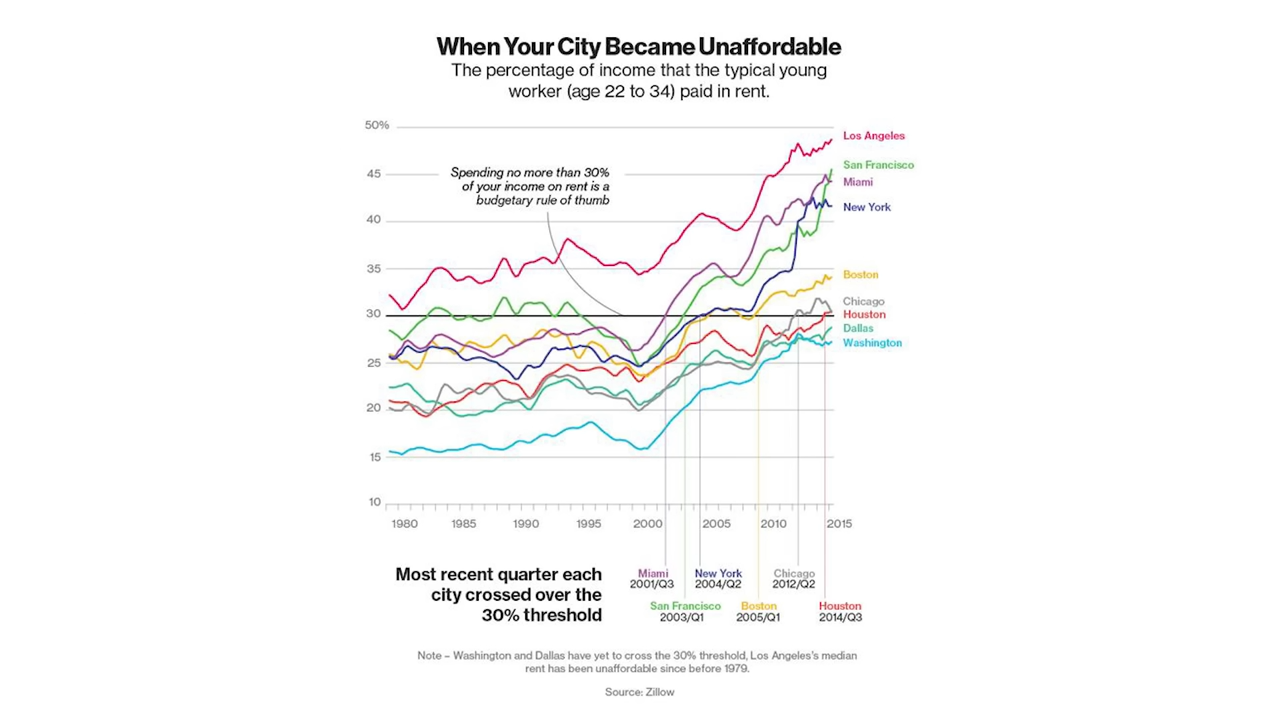 When Your City Became Unaffordable
The percentage of income that the typical young
worker (age 22 to 34) paid in rent.
50%
45
40
35
30
25
20
15
10
Spending no more than 30%
of your income on rent is a
budgetary rule of thumb
Los Angeles
San Francisco
Miami
New York
Boston
Chicago
Houston
Dallas
Washington
1980 1985 1990 1995 2000 2005 2010 2015
Most recent quarter each
city crossed over the
30% threshold
Miami
2001/Q3
New York
2004/Q2
Chicago
2012/Q2
San Francisco
2003/Q1
Boston
2005/Q1
Houston
2014/Q3
Note – Washington and Dallas have yet to cross the 30% threshold, Los Angeles's median
rent has been unaffordable since before 1979.
Source: Zillow